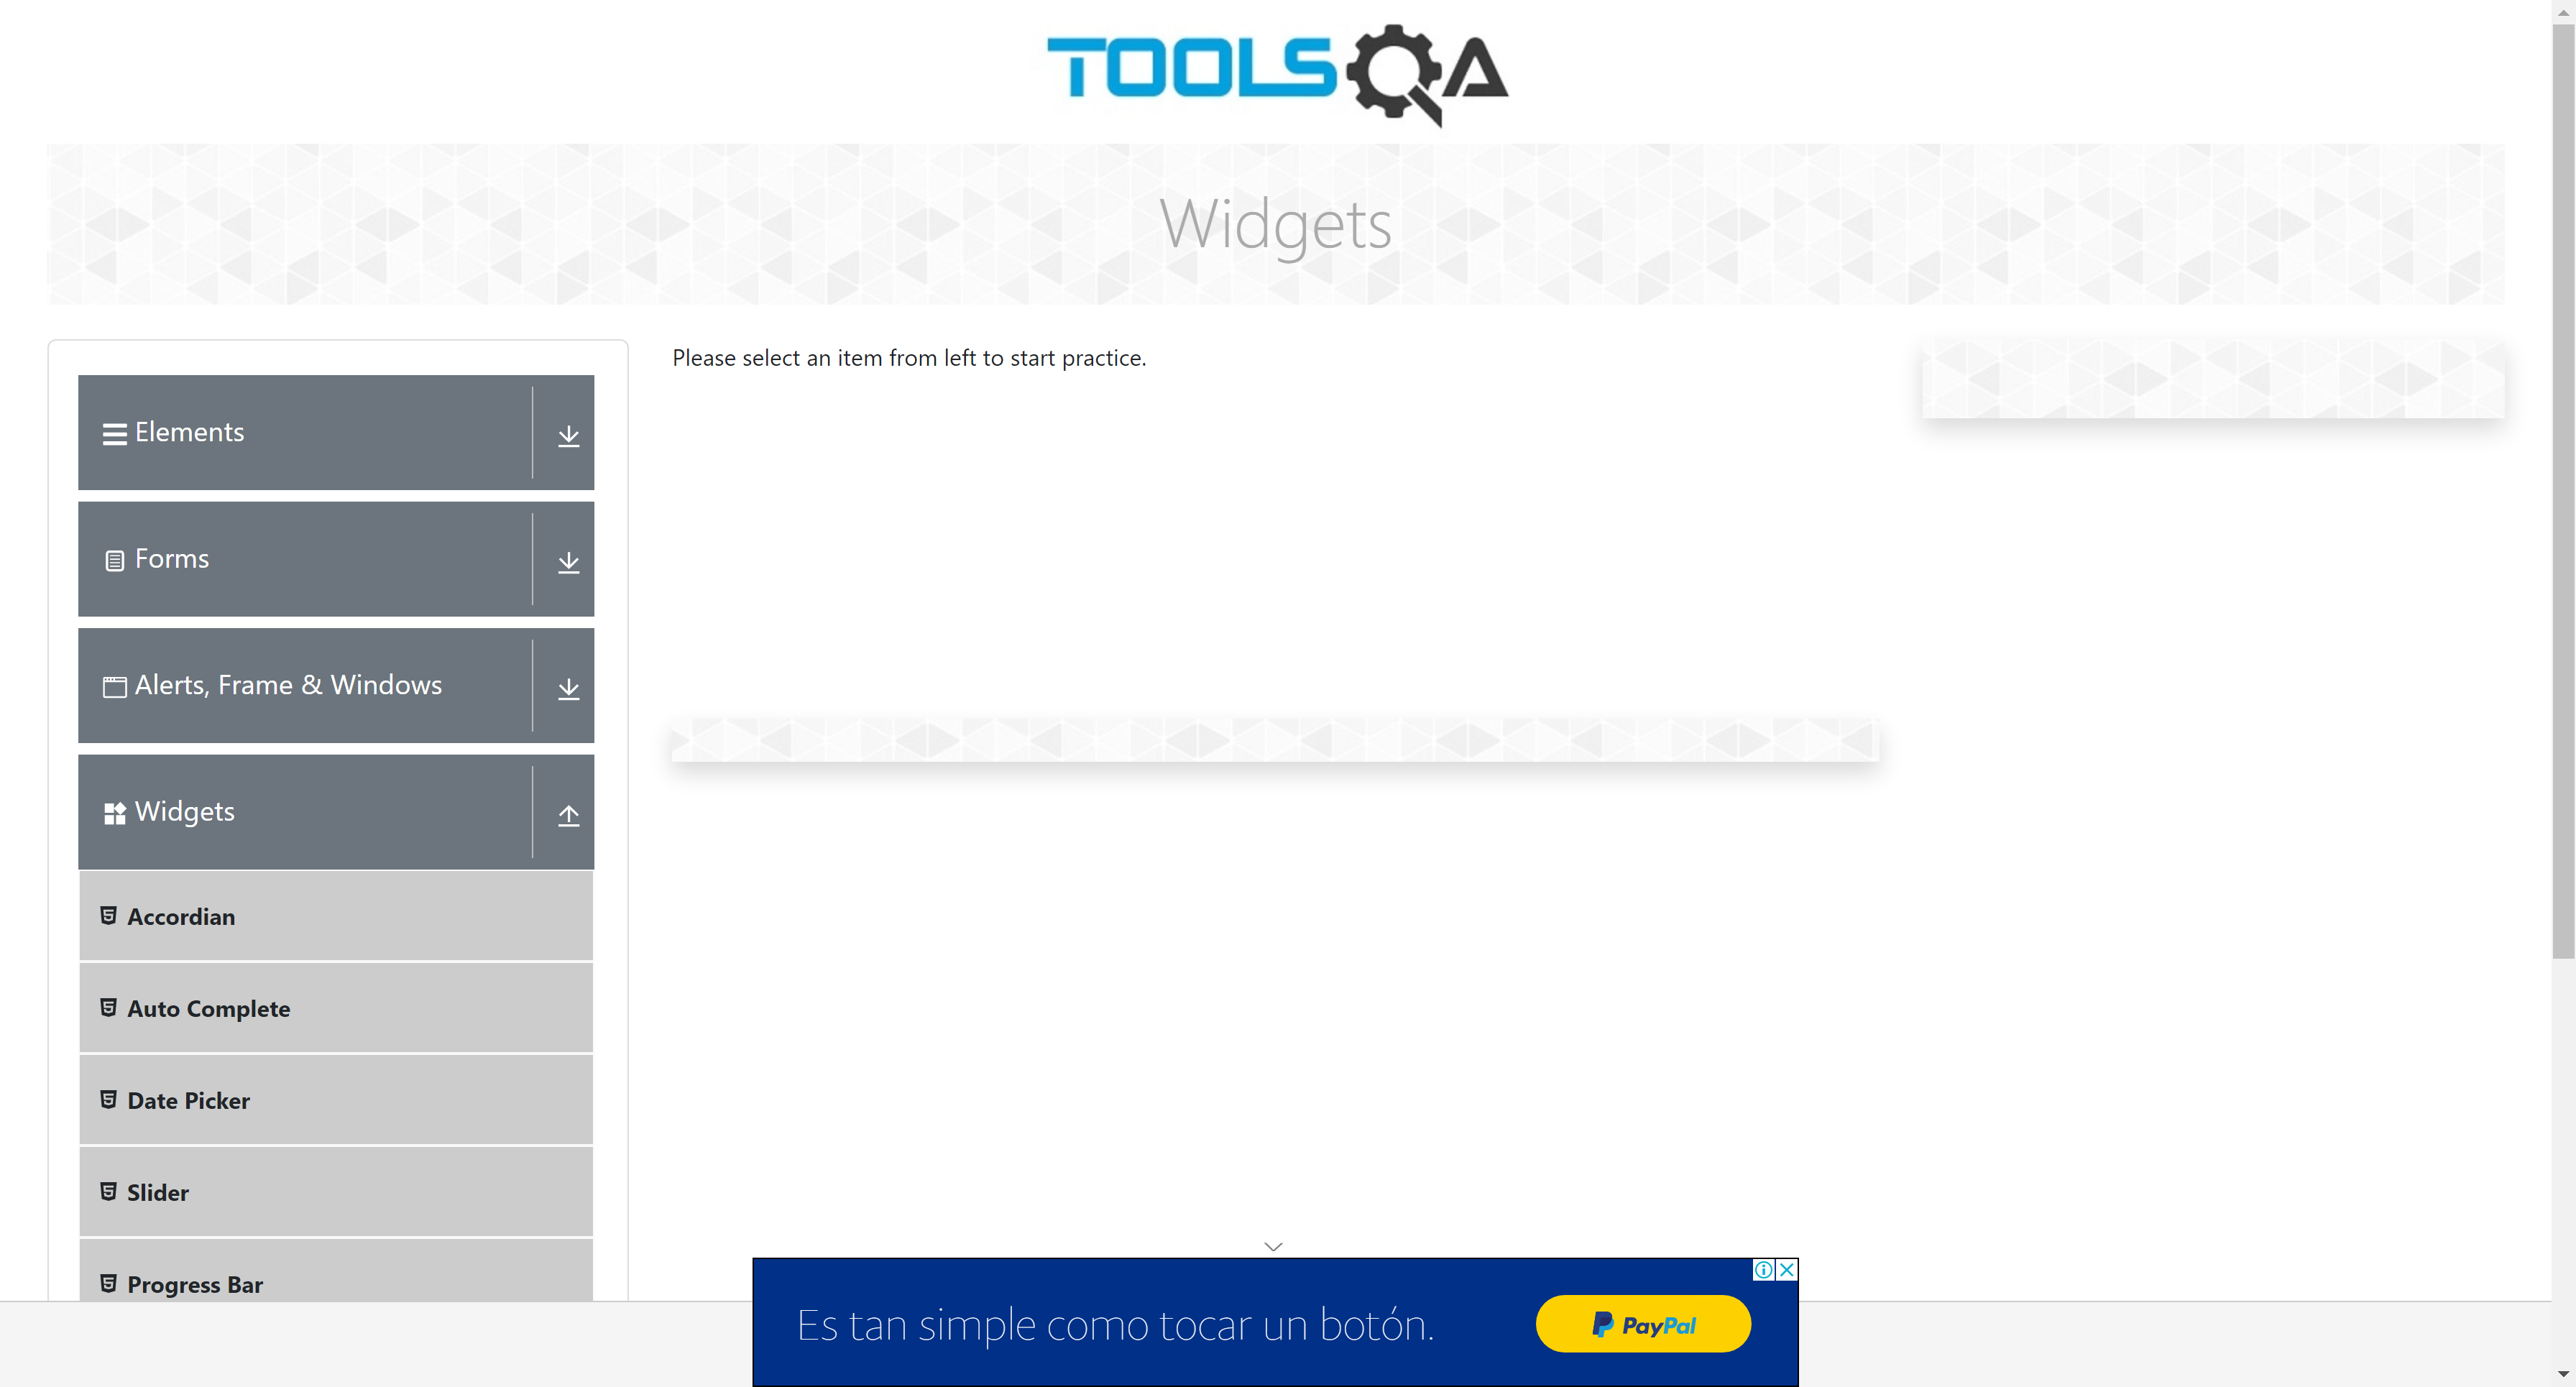 TOOLSQA
Widgets
Elements
Forms
Alerts, Frame & Windows
Widgets
Accordian
Auto Complete
Date Picker
Slider
Progress Bar
Please select an item from left to start practice.
Es tan simple como tocar un botón.
PayPal